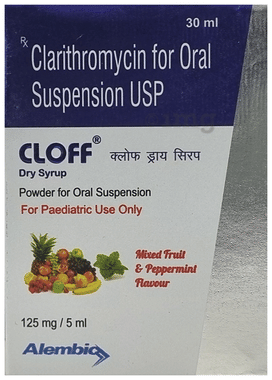 30 ml
Rx Clarithromycin for Oral
Suspension USP
CLOFF® क्लोफ ड्राय सिरप
Dry Syrup
Powder for Oral Suspension
For Paediatric Use Only
Mixed Fruit
& Peppermint
Flavour
125 mg / 5 ml
Alembic